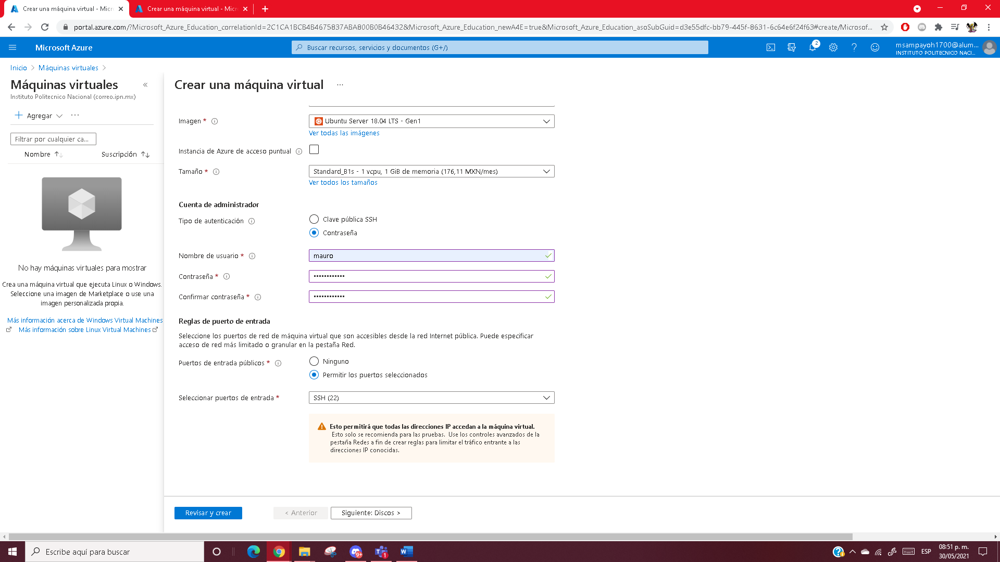 Crear una máquina virtual - Micr
Crear una máquina virtual - Micr
portal.azure.com/?Microsoft_Azure_Education_correlationId=2C1CA1BCB4B4675837ABA800B0B46432&Microsoft_Azure_Education_newA4E=true&Microsoft_Azure_Education_asoSubGuid=d3e55dfc-bb79-445f-8631-6c64e6f24f63#create/Microsof...
Microsoft Azure
Buscar recursos, servicios y documentos (G+/)
2
msampayoh1700@alum...
INSTITUTO POLITECNICO NACI...
Inicio > Máquinas virtuales >
Máquinas virtuales
Instituto Politecnico Nacional (correo.ipn.mx)
Agregar
Filtrar por cualquier ca...
Nombre
Suscripción
No hay máquinas virtuales para mostrar
Crea una máquina virtual que ejecuta Linux o Windows.
Seleccione una imagen de Marketplace o use una
imagen personalizada propia.
Más información acerca de Windows Virtual Machines
Más información sobre Linux Virtual Machines
Crear una máquina virtual ...
Imagen *
Ubuntu Server 18.04 LTS - Gen1
Ver todas las imágenes
Instancia de Azure de acceso puntual
Tamaño *
Standard_B1s - 1 vcpu, 1 GiB de memoria (176,11 MXN/mes)
Ver todos los tamaños
Cuenta de administrador
Tipo de autenticación
Clave pública SSH
Contraseña
Nombre de usuario *
mauro
Contraseña *
••••••••••••
Confirmar contraseña *
••••••••••••
Reglas de puerto de entrada
Seleccione los puertos de red de máquina virtual que son accesibles desde la red Internet pública. Puede especificar
acceso de red más limitado o granular en la pestaña Red.
Puertos de entrada públicos *
Ninguno
Permitir los puertos seleccionados
Seleccionar puertos de entrada *
SSH (22)
Esto permitirá que todas las direcciones IP accedan a la máquina virtual.
Esto solo se recomienda para las pruebas. Use los controles avanzados de la
pestaña Redes a fin de crear reglas para limitar el tráfico entrante a las
direcciones IP conocidas.
Revisar y crear
< Anterior
Siguiente: Discos >
Escribe aquí para buscar
9+
1
ESP
08:51 p. m.
30/05/2021